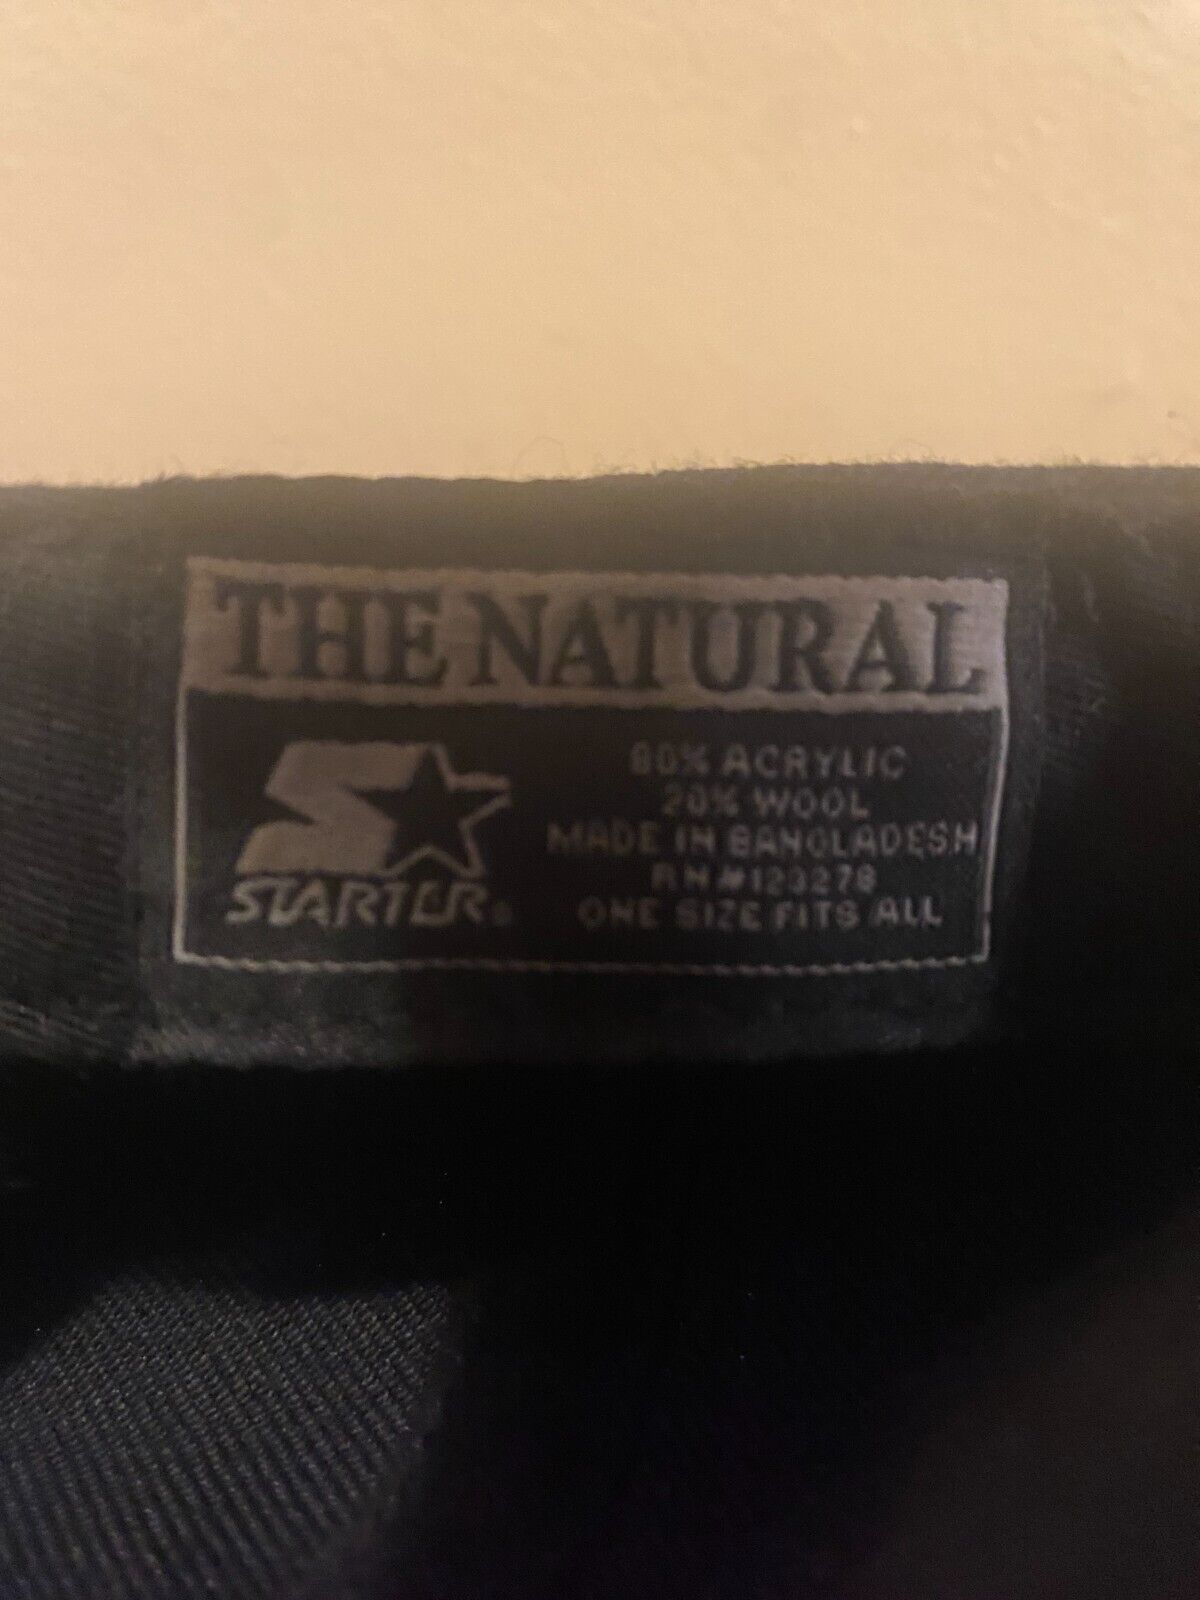 THE NATURAL
STARTER®
80% ACRYLIC
20% WOOL
MADE IN BANGLADESH
RN#123278
ONE SIZE FITS ALL